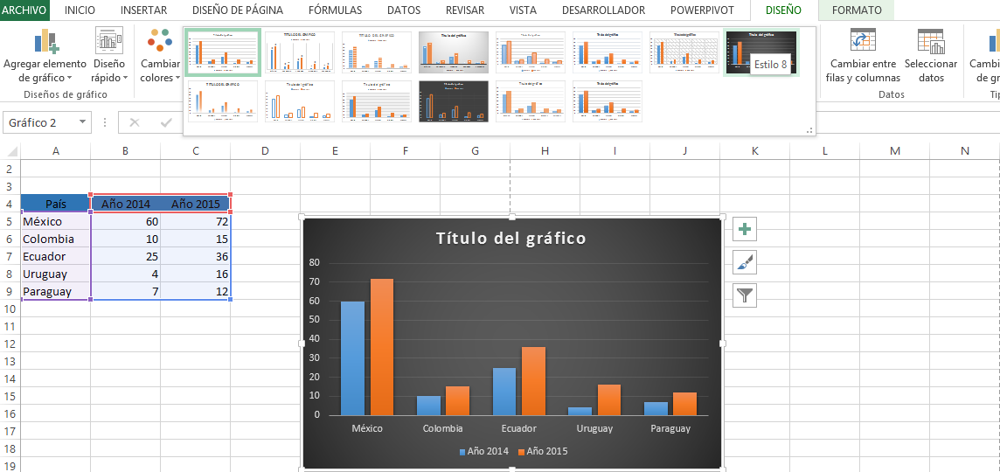 ARCHIVO INICIO INSERTAR DISEÑO DE PÁGINA FÓRMULAS DATOS REVISAR VISTA DESARROLLADOR POWERPIVOT DISEÑO FORMATO
Agregar elemento de gráfico
Diseño rápido
Cambiar colores
Diseños de gráfico
Estilo 8
Cambiar entre filas y columnas
Seleccionar datos
Datos
Gráfico 2
A B C D E F G H I J K L M N
2
3
4 País Año 2014 Año 2015
5 México 60 72
6 Colombia 10 15
7 Ecuador 25 36
8 Uruguay 4 16
9 Paraguay 7 12
10
11
12
13
14
15
16
17
18
19
Título del gráfico
80
70
60
50
40
30
20
10
0
México Colombia Ecuador Uruguay Paraguay
Año 2014 Año 2015